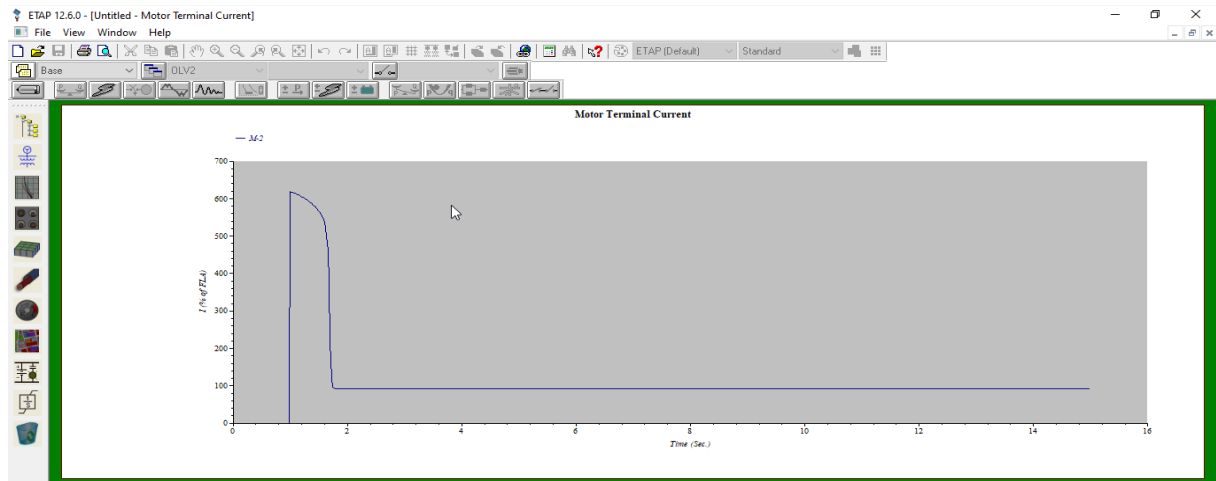 ETAP 12.6.0 - [Untitled - Motor Terminal Current]
File View Window Help
ETAP (Default) Standard
Base OLV2
Motor Terminal Current
M-2
700
600
500
400
300
200
100
0
I (% of FLA)
0 2 4 6 8 10 12 14 16
Time (Sec.)